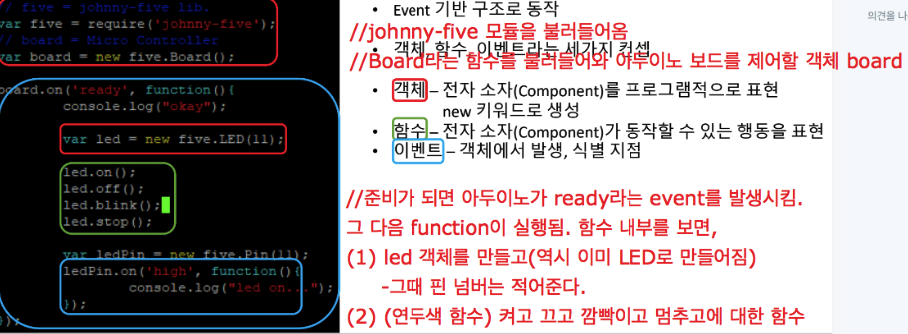 // five = johnny-five lib.
var five = require('johnny-five');
// board = Micro Controller
var board = new five.Board();
board.on('ready', function(){
console.log("okay");
var led = new five.LED(11);
led.on();
led.off();
led.blink();
led.stop();
var ledPin = new five.Pin(11);
ledPin.on('high', function(){
console.log("led on...");
});
});
• Event 기반 구조로 동작
//johnny-five 모듈을 불러들어옴
• 객체, 함수, 이벤트라는 세가지 컨셉
//Board라는 함수를 불러들어와 아두이노 보드를 제어할 객체 board
• 객체 – 전자 소자(Component)를 프로그램적으로 표현
new 키워드로 생성
• 함수 – 전자 소자(Component)가 동작할 수 있는 행동을 표현
• 이벤트 – 객체에서 발생, 식별 지점
//준비가 되면 아두이노가 ready라는 event를 발생시킴.
그 다음 function이 실행됨. 함수 내부를 보면,
(1) led 객체를 만들고(역시 이미 LED로 만들어짐)
-그때 핀 넘버는 적어준다.
(2) (연두색 함수) 켜고 끄고 깜빡이고 멈추고에 대한 함수
의견을 나